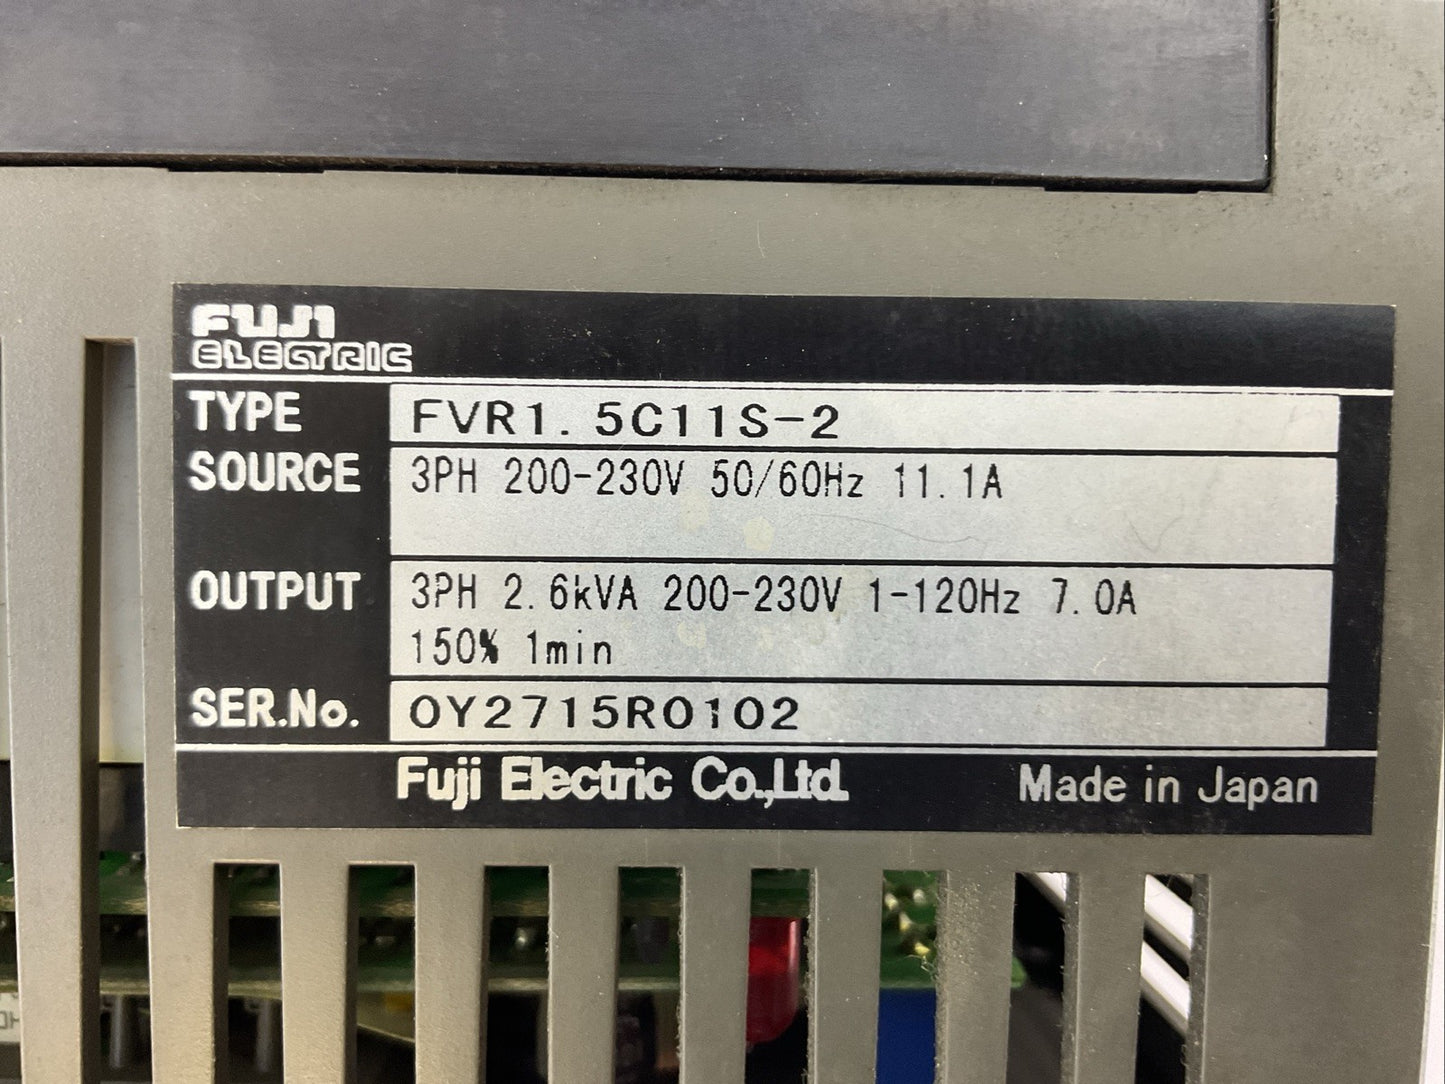 FUJI
ELECTRIC
TYPE FVR1.5C11S-2
SOURCE 3PH 200-230V 50/60Hz 11.1A
OUTPUT 3PH 2.6kVA 200-230V 1-120Hz 7.0A
150% 1min
SER.No. 0Y2715R0102
Fuji Electric Co.,Ltd. Made in Japan